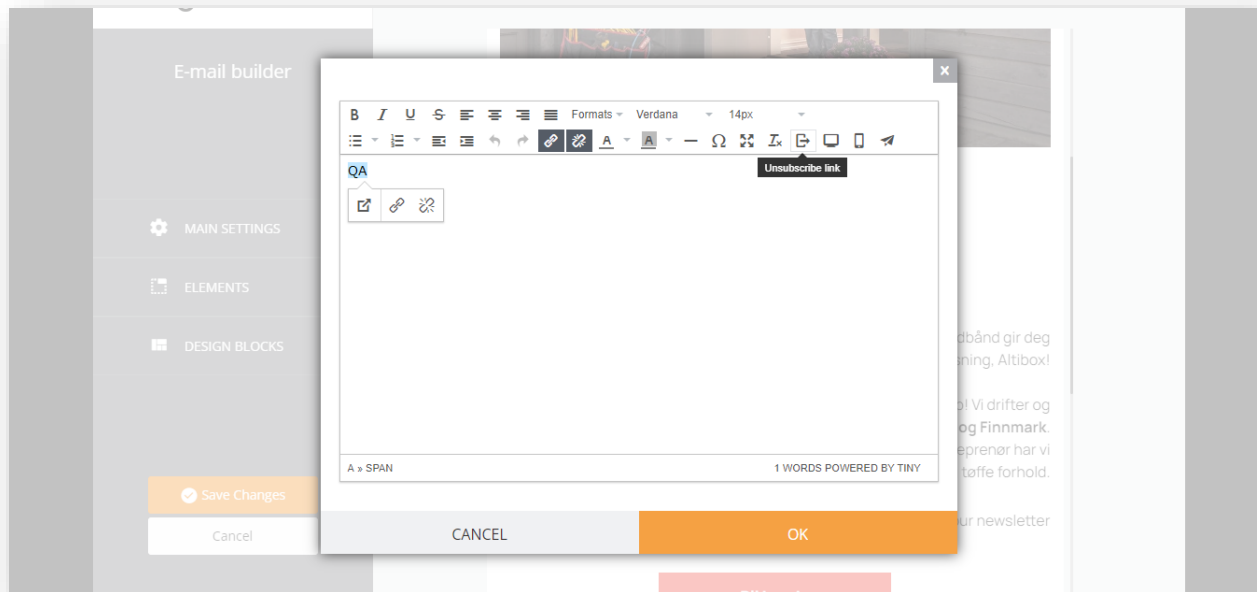 E-mail builder
x
B I U S Formats Verdana 14px
A A Ω
Unsubscribe link
QA
MAIN SETTINGS
ELEMENTS
DESIGN BLOCKS
dbånd gir deg
sning, Altibox!
! Vi drifter og
og Finnmark.
eprenør har vi
tøffe forhold.
ur newsletter
A » SPAN
1 WORDS POWERED BY TINY
Save Changes
Cancel
CANCEL
OK